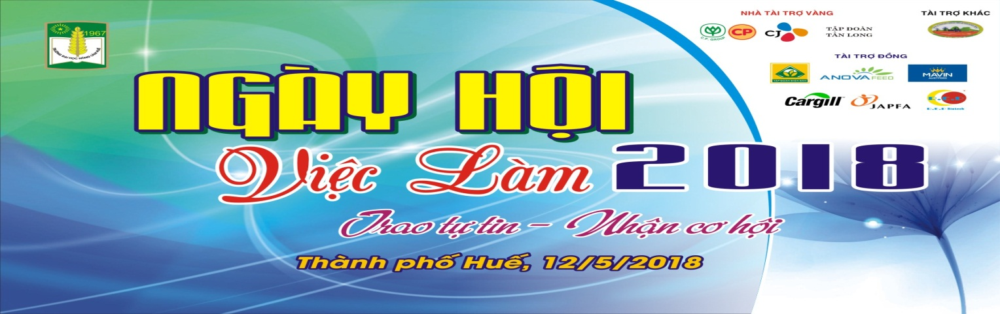 1967
TRƯỜNG ĐẠI HỌC NÔNG LÂM HUẾ
NGÀY HỘI
Việc Làm 2018
Trao tự tin – Nhận cơ hội
Thành phố Huế, 12/5/2018
NHÀ TÀI TRỢ VÀNG
C.P. GROUP
CP
CJ
TẬP ĐOÀN
TÂN LONG
TÀI TRỢ KHÁC
TÀI TRỢ ĐỒNG
ANOVA FEED
MAVIN
AUSTFEED
Cargill
JAPFA